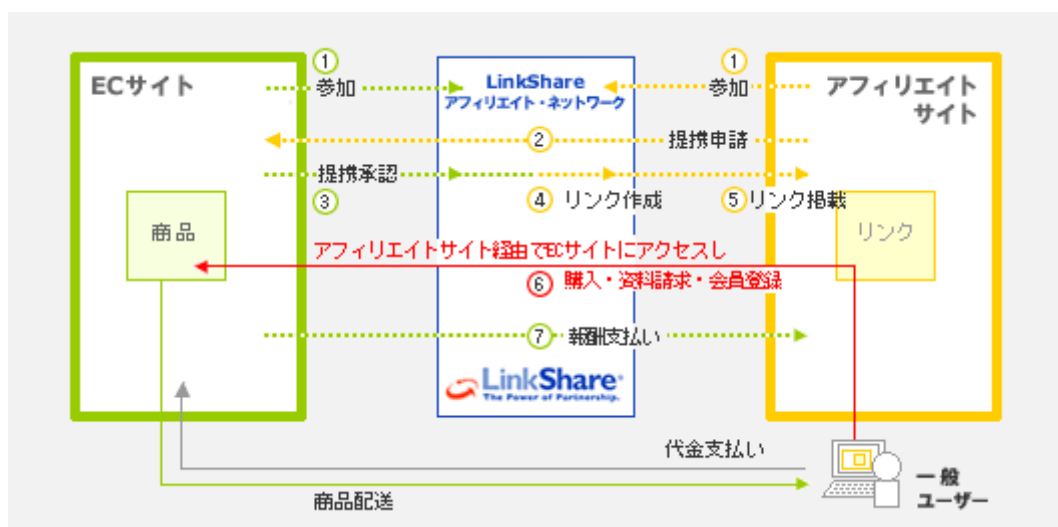 ECサイト
①
参加
LinkShare
アフィリエイト・ネットワーク
①
参加
アフィリエイト
サイト
②
提携申請
提携承認
③
④ リンク作成
⑤ リンク掲載
商品
リンク
アフィリエイトサイト経由でECサイトにアクセスし
⑥ 購入・資料請求・会員登録
⑦ 報酬支払い
LinkShare
The Power of Partnership.
代金支払い
商品配送
一般
ユーザー